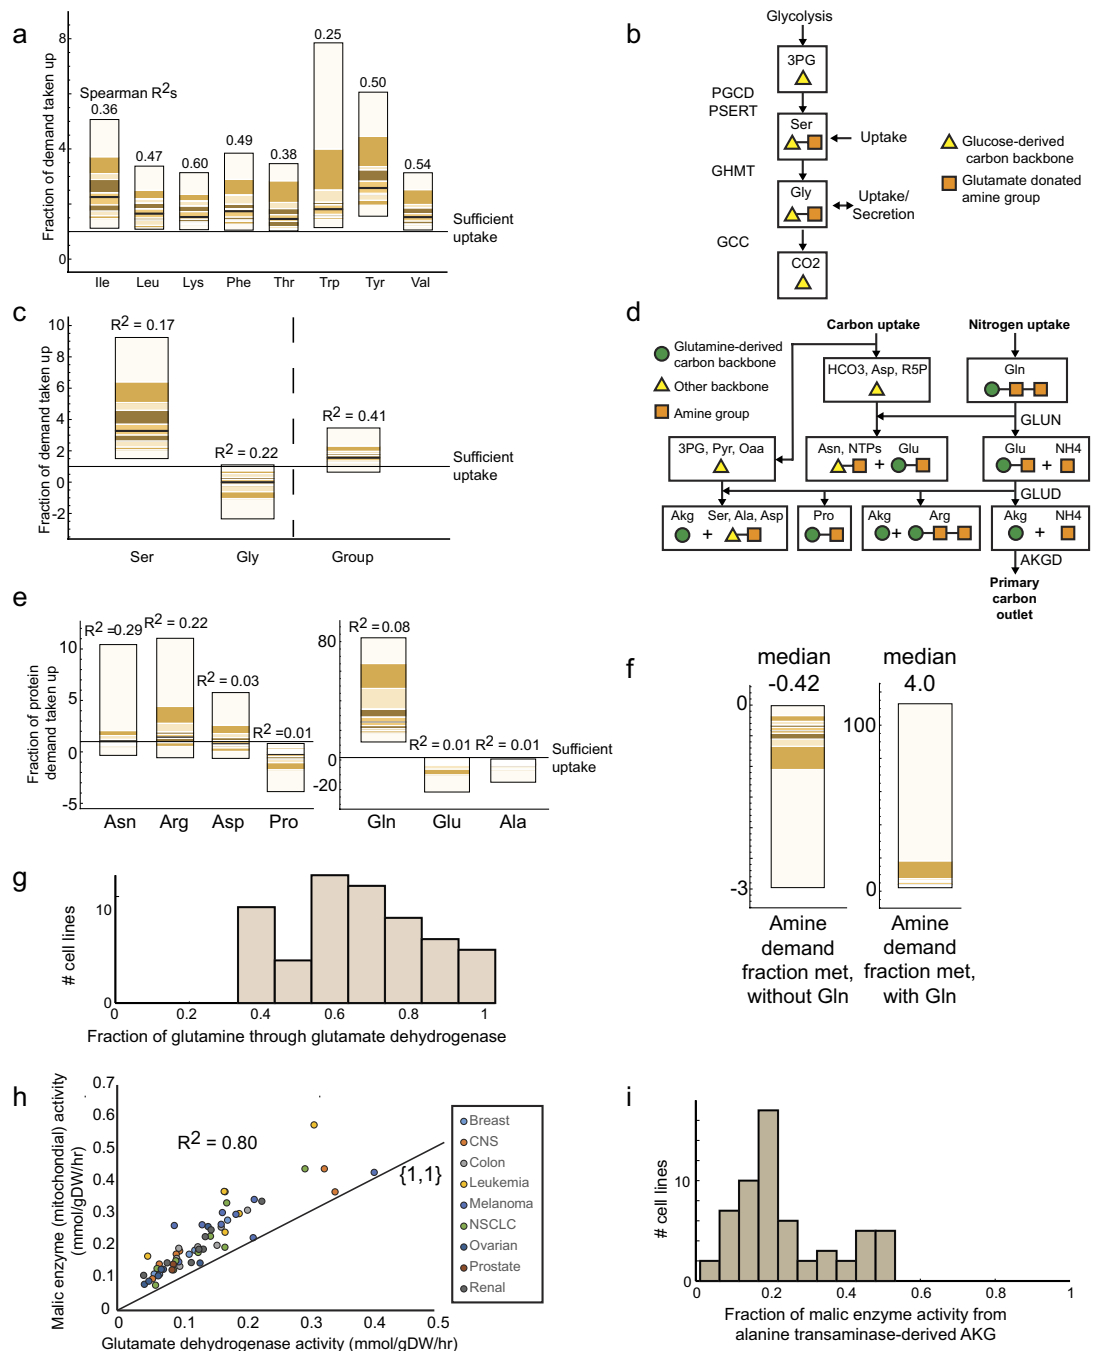 a
Fraction of demand taken up
8
4
0
Spearman R2s
0.36
0.47
0.60
0.49
0.38
0.25
0.50
0.54
Sufficient
uptake
Ile Leu Lys Phe Thr Trp Tyr Val
b
Glycolysis
3PG
PGCD
PSERT
Ser
Uptake
GHMT
Gly
Uptake/
Secretion
GCC
CO2
Glucose-derived
carbon backbone
Glutamate donated
amine group
c
Fraction of demand taken up
10
8
6
4
2
0
-2
R2 = 0.17
R2 = 0.22
R2 = 0.41
Sufficient
uptake
Ser Gly Group
d
Glutamine-derived
carbon backbone
Other backbone
Amine group
Carbon uptake
Nitrogen uptake
HCO3, Asp, R5P
Gln
GLUN
3PG, Pyr, Oaa
Asn, NTPs Glu
+
Glu NH4
+
GLUD
Akg Ser, Ala, Asp
+
Pro
Akg Arg
+
Akg NH4
+
AKGD
Primary
carbon
outlet
e
Fraction of protein
demand taken up
10
5
0
-5
R2 =0.29
R2 = 0.22
R2 = 0.03
R2 =0.01
Asn Arg Asp Pro
80
0
-20
R2 = 0.08
R2 = 0.01
R2 = 0.01
Sufficient
uptake
Gln Glu Ala
f
median
-0.42
0
-3
Amine
demand
fraction met,
without Gln
median
4.0
100
0
Amine
demand
fraction met,
with Gln
g
# cell lines
10
0
0 0.2 0.4 0.6 0.8 1
Fraction of glutamine through glutamate dehydrogenase
h
Malic enzyme (mitochondial) activity
(mmol/gDW/hr)
0.7
0.6
0.5
0.4
0.3
0.2
0.1
0
R2 = 0.80
{1,1}
0 0.1 0.2 0.3 0.4 0.5
Glutamate dehydrogenase activity (mmol/gDW/hr)
Breast
CNS
Colon
Leukemia
Melanoma
NSCLC
Ovarian
Prostate
Renal
i
# cell lines
10
0
0 0.2 0.4 0.6 0.8 1
Fraction of malic enzyme activity from
alanine transaminase-derived AKG